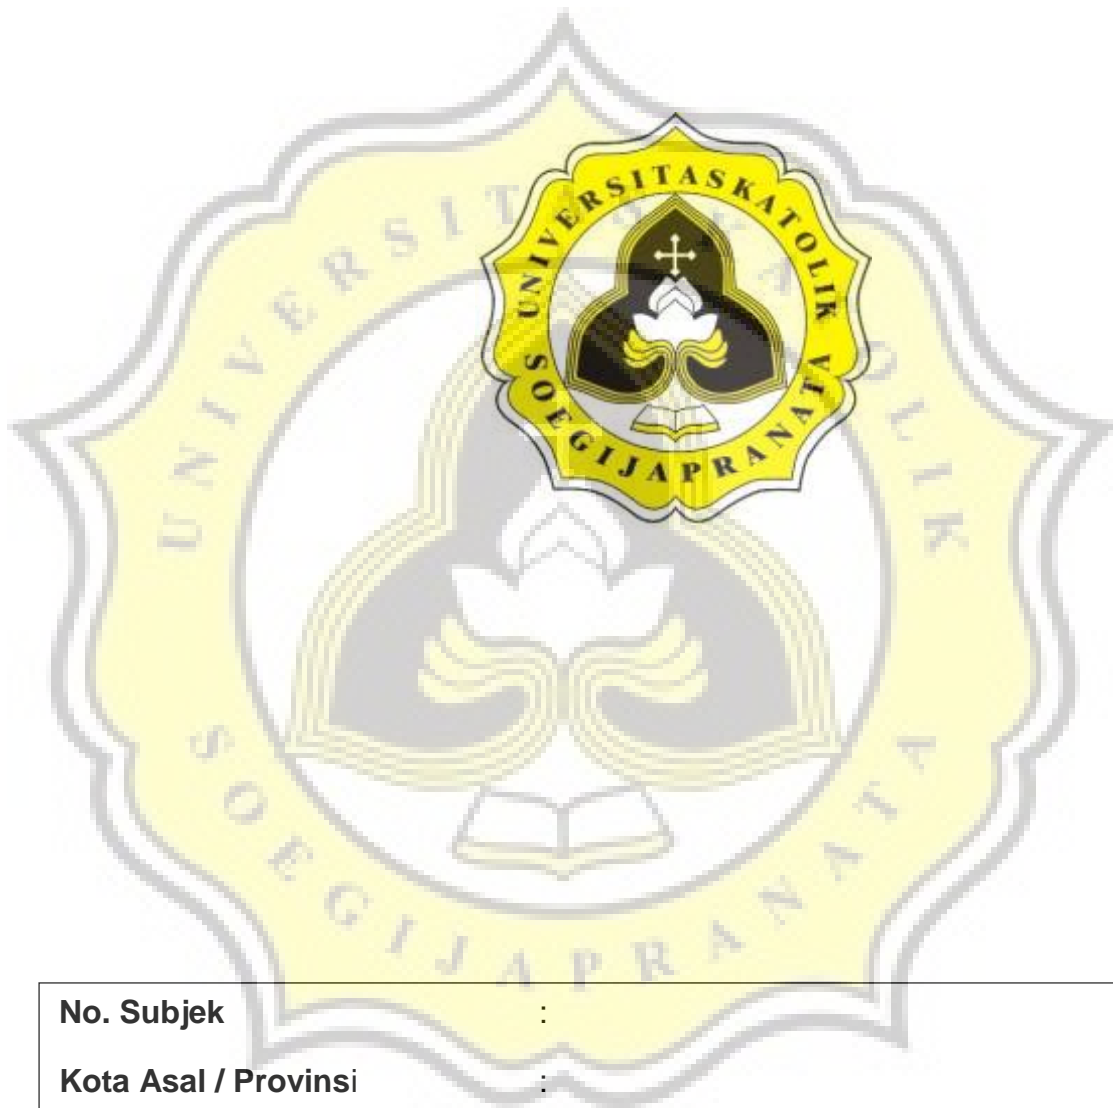 UNIVERSITAS KATOLIK
SOEGIJAPRANATA
UNIVERSITAS KATOLIK
SOEGIJAPRANATA
No. Subjek :
Kota Asal / Provinsi :